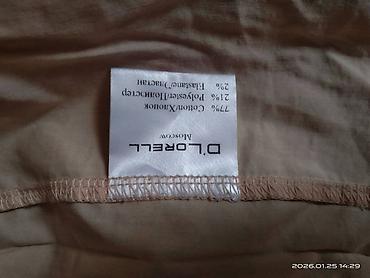 D'LORELL
Moscow
77% Cotton/Хлопок
21% Polyester/Полиэстер
2% Elastane/Эластан
2026.01.25 14:29